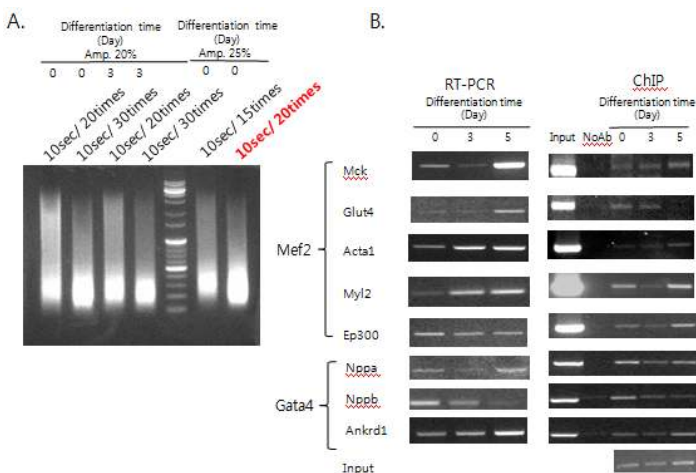 A.
Differentiation time
(Day)
Amp. 20%
Differentiation time
(Day)
Amp. 25%
0 0 3 3 0 0
10sec/ 20times
10sec/ 30times
10sec/ 20times
10sec/ 30times
10sec/ 15times
10sec/ 20times
B.
RT-PCR
Differentiation time
(Day)
0 3 5
ChIP
Differentiation time
(Day)
Input NoAb 0 3 5
Mef2
Mck
Glut4
Acta1
Myl2
Ep300
Gata4
Nppa
Nppb
Ankrd1
Input